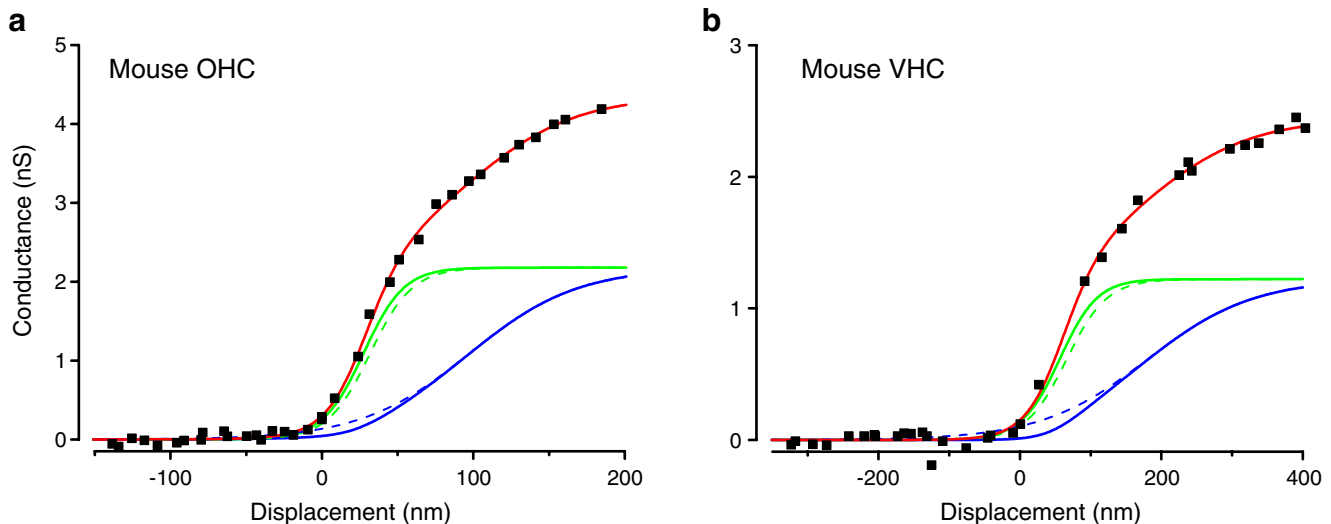 a
b
Mouse OHC
Mouse VHC
Conductance (nS)
5
4
3
2
1
0
-100
0
100
200
Displacement (nm)
3
2
1
0
-200
0
200
400
Displacement (nm)